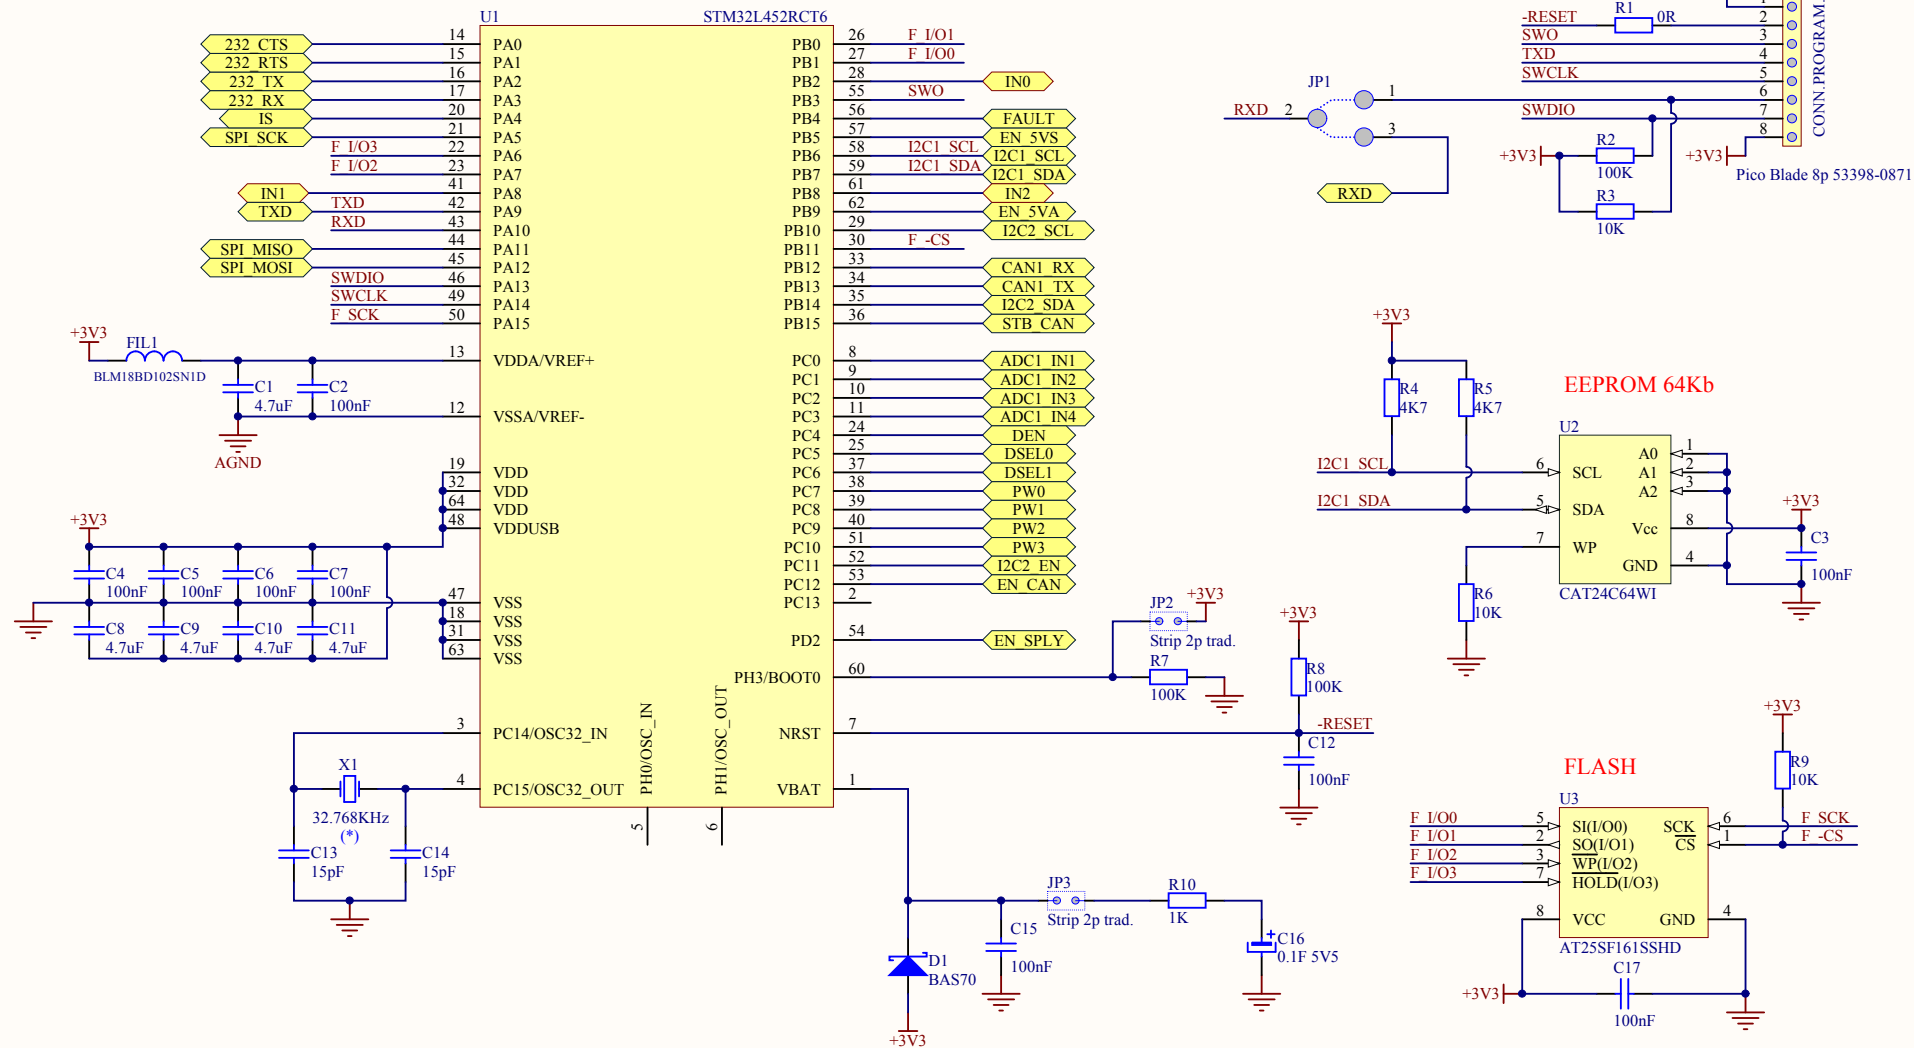 U1 STM32L452RCT6
232_CTS 14 PA0
232_RTS 15 PA1
232_TX 16 PA2
232_RX 17 PA3
IS 20 PA4
SPI_SCK 21 PA5
F_I/O3 22 PA6
F_I/O2 23 PA7
IN1 41 PA8
TXD TXD 42 PA9
RXD 43 PA10
SPI_MISO 44 PA11
SPI_MOSI 45 PA12
SWDIO 46 PA13
SWCLK 49 PA14
F_SCK 50 PA15
+3V3 FIL1 13 VDDA/VREF+
BLM18BD102SN1D
C1 4.7uF
C2 100nF
12 VSSA/VREF-
AGND
19 VDD
32 VDD
64 VDD
48 VDDUSB
+3V3
C4 100nF
C5 100nF
C6 100nF
C7 100nF
47 VSS
18 VSS
31 VSS
63 VSS
C8 4.7uF
C9 4.7uF
C10 4.7uF
C11 4.7uF
3 PC14/OSC32_IN
X1
4 PC15/OSC32_OUT
32.768KHz
(*)
C13 15pF
C14 15pF
PH0/OSC_IN 5
PH1/OSC_OUT 6
PB0 26 F_I/O1
PB1 27 F_I/O0
PB2 28 IN0
PB3 55 SWO
PB4 56 FAULT
PB5 57 EN_5VS
PB6 58 I2C1_SCL I2C1_SCL
PB7 59 I2C1_SDA I2C1_SDA
PB8 61 IN2
PB9 62 EN_5VA
PB10 29 I2C2_SCL
PB11 30 F_-CS
PB12 33 CAN1_RX
PB13 34 CAN1_TX
PB14 35 I2C2_SDA
PB15 36 STB_CAN
PC0 8 ADC1_IN1
PC1 9 ADC1_IN2
PC2 10 ADC1_IN3
PC3 11 ADC1_IN4
PC4 24 DEN
PC5 25 DSEL0
PC6 37 DSEL1
PC7 38 PW0
PC8 39 PW1
PC9 40 PW2
PC10 51 PW3
PC11 52 I2C2_EN
PC12 53 EN_CAN
PC13 2
PD2 54 EN_SPLY
PH3/BOOT0 60
JP2 +3V3
Strip 2p trad.
R7 100K
NRST 7 -RESET
+3V3
R8 100K
C12 100nF
VBAT 1
JP3
Strip 2p trad.
R10 1K
C15 100nF
D1 BAS70
+3V3
+ C16 0.1F 5V5
R1 0R
1
-RESET 2
SWO 3
TXD 4
SWCLK 5
6
SWDIO 7
8
CONN.PROGRAM.
+3V3
Pico Blade 8p 53398-0871
JP1
RXD 2 1 3
RXD
+3V3
R2 100K
R3 10K
+3V3
R4 4K7
R5 4K7
EEPROM 64Kb
U2
I2C1_SCL 6 SCL
I2C1_SDA 5 SDA
7 WP
A0 1
A1 2
A2 3
Vcc 8
GND 4
CAT24C64WI
R6 10K
+3V3
C3 100nF
FLASH
+3V3
R9 10K
U3
F_I/O0 5 SI(I/O0)
F_I/O1 2 SO(I/O1)
F_I/O2 3 WP(I/O2)
F_I/O3 7 HOLD(I/O3)
SCK 6 F_SCK
CS 1 F_-CS
8 VCC GND 4
AT25SF161SSHD
C17
+3V3
100nF